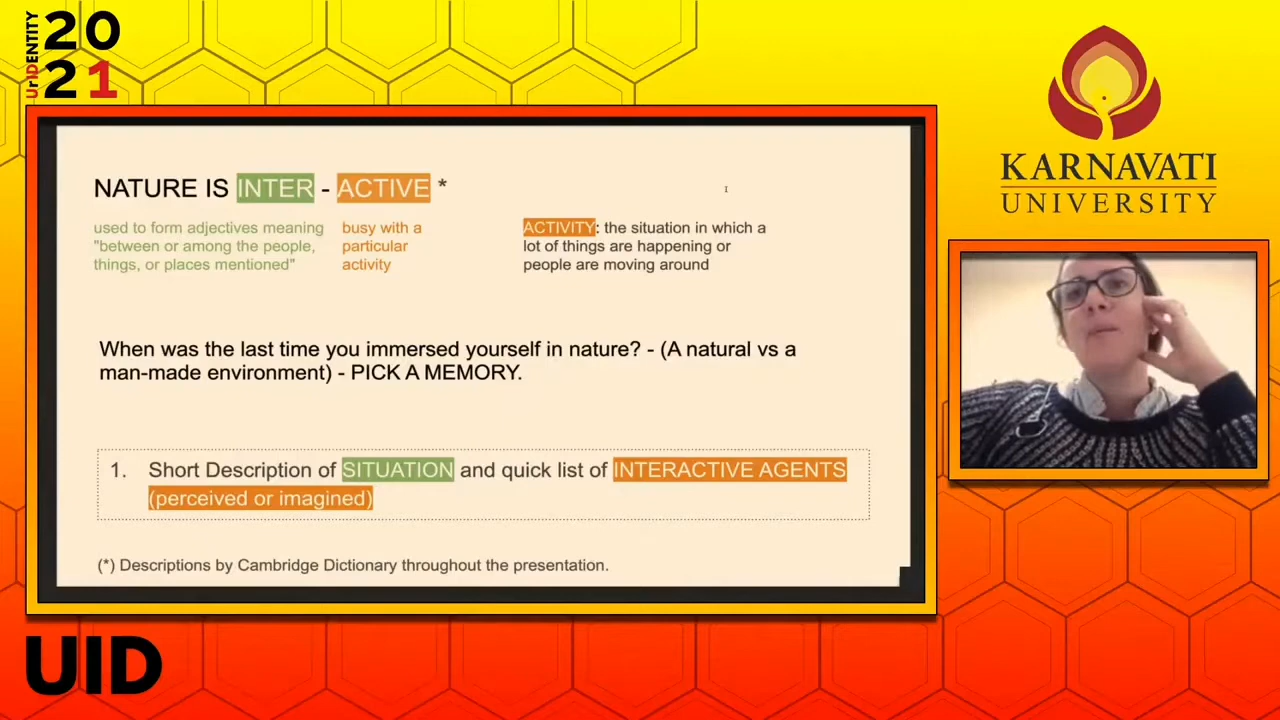 UrIDENTITY
20
21
KARNAVATI
UNIVERSITY
NATURE IS INTER - ACTIVE *
used to form adjectives meaning
"between or among the people,
things, or places mentioned"
busy with a
particular
activity
ACTIVITY: the situation in which a
lot of things are happening or
people are moving around
When was the last time you immersed yourself in nature? - (A natural vs a
man-made environment) - PICK A MEMORY.
1. Short Description of SITUATION and quick list of INTERACTIVE AGENTS
(perceived or imagined)
(*) Descriptions by Cambridge Dictionary throughout the presentation.
UID